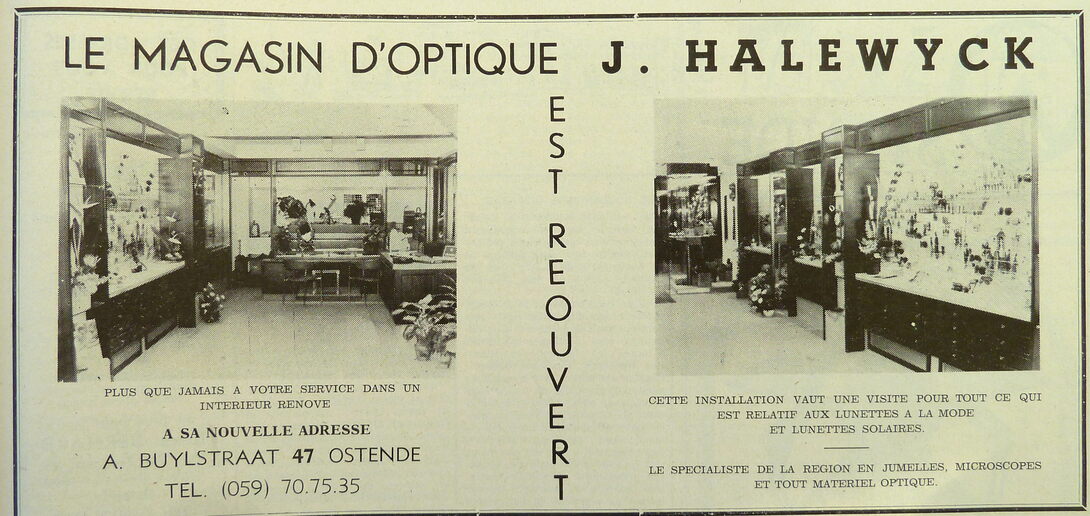 LE MAGASIN D'OPTIQUE J. HALEWYCK
EST REOUVERT
PLUS QUE JAMAIS A VOTRE SERVICE DANS UN
INTERIEUR RENOVE
A SA NOUVELLE ADRESSE
A. BUYLSTRAAT 47 OSTENDE
TEL. (059) 70.75.35
CETTE INSTALLATION VAUT UNE VISITE POUR TOUT CE QUI
EST RELATIF AUX LUNETTES A LA MODE
ET LUNETTES SOLAIRES.
LE SPECIALISTE DE LA REGION EN JUMELLES, MICROSCOPES
ET TOUT MATERIEL OPTIQUE.